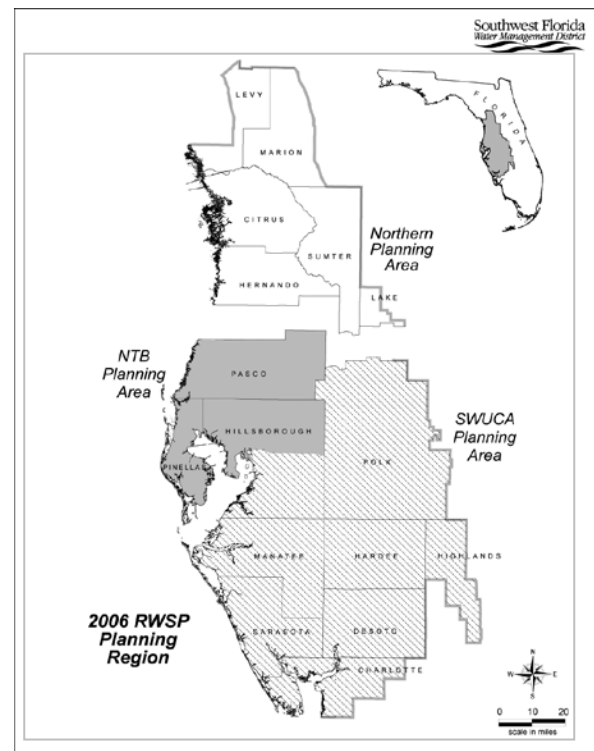 Southwest Florida
Water Management District
FLORIDA
LEVY
MARION
CITRUS
SUMTER
HERNANDO
LAKE
Northern
Planning
Area
NTB
Planning
Area
PASCO
HILLSBOROUGH
PINELLAS
POLK
SWUCA
Planning
Area
MANATEE
HARDEE
HIGHLANDS
SARASOTA
DESOTO
CHARLOTTE
2006 RWSP
Planning
Region
N
W
E
S
0 10 20
scale in miles